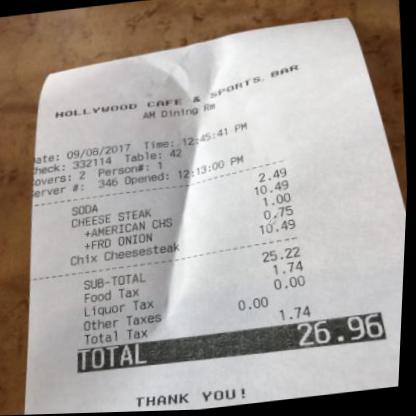 HOLLYWOOD CAFE & SPORTS. BAR
AM Dining Rm
Date: 09/08/2017 Time: 12:45:41 PM
Check: 332114 Table: 42
Covers: 2 Person#: 1
Server #: 346 Opened: 12:13:00 PM
SODA 2.49
CHEESE STEAK 10.49
+AMERICAN CHS 1.00
+FRD ONION 0.75
Chix Cheesesteak 10.49
SUB-TOTAL 25.22
Food Tax 1.74
Liquor Tax 0.00
Other Taxes 0.00
Total Tax 1.74
TOTAL 26.96
THANK YOU!